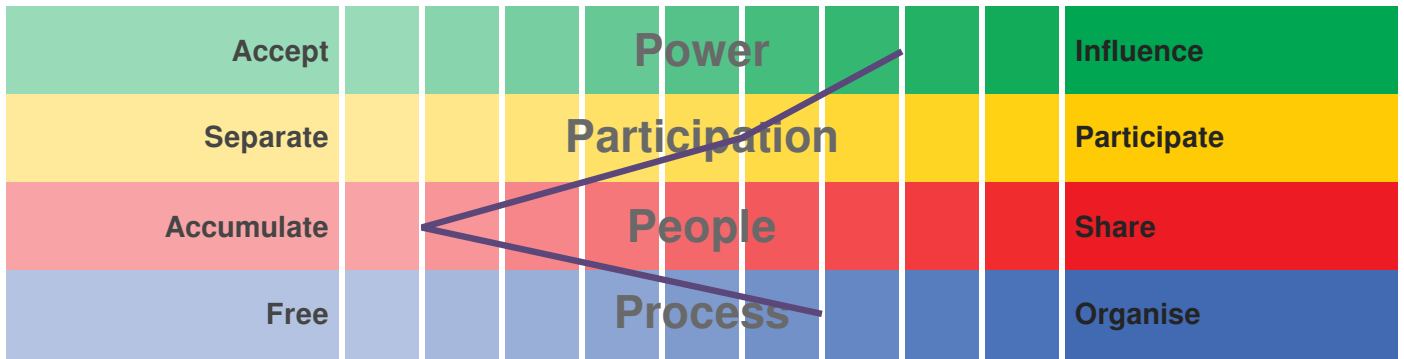 Accept Power Influence
Separate Participation Participate
Accumulate People Share
Free Process Organise